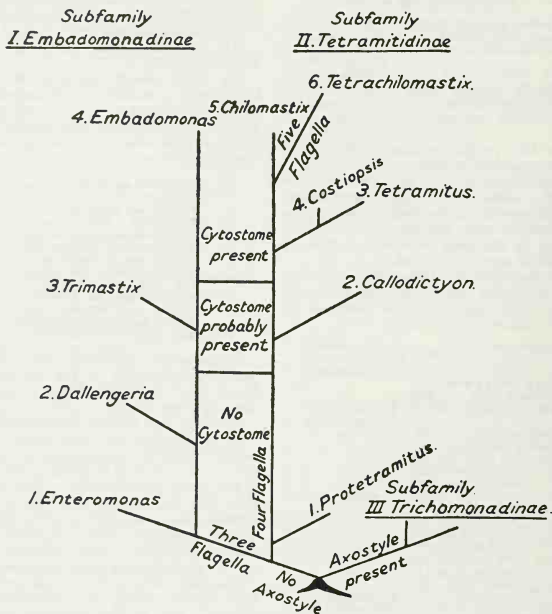 Subfamily
I. Embadomonadinae
Subfamily
II. Tetramitidinae
6. Tetrachilomastix.
5. Chilomastix
4. Embadomonas
Five
Flagella
4. Costiopsis
3. Tetramitus.
Cytostome
present
3. Trimastix
Cytostome
probably
present
2. Callodictyon.
2. Dallengeria
No
Cytostome
Four Flagella
1. Enteromonas
1. Protetramitus.
Subfamily
III Trichomonadinae.
Three
Flagella
No
Axostyle
Axostyle
present